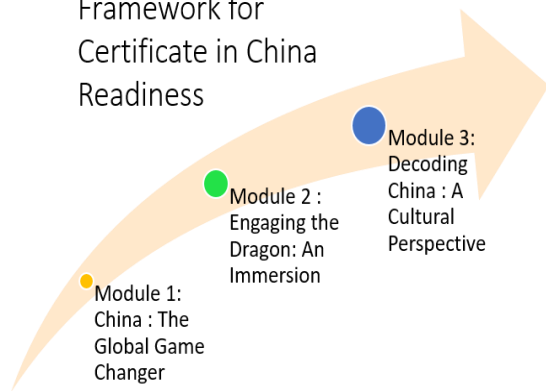 Framework for
Certificate in China
Readiness
Module 1:
China : The
Global Game
Changer
Module 2 :
Engaging the
Dragon: An
Immersion
Module 3:
Decoding
China : A
Cultural
Perspective